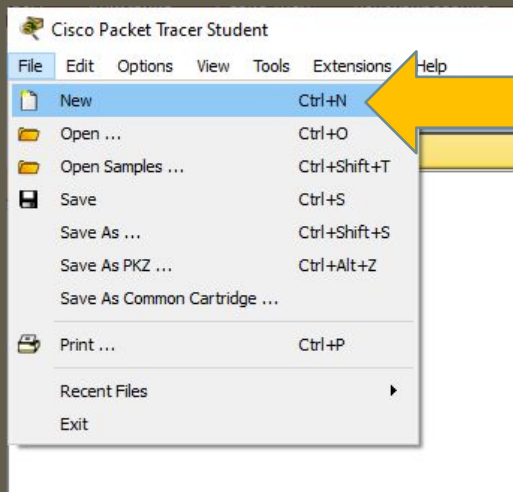 Cisco Packet Tracer Student
File Edit Options View Tools Extensions Help
New Ctrl+N
Open ... Ctrl+O
Open Samples ... Ctrl+Shift+T
Save Ctrl+S
Save As ... Ctrl+Shift+S
Save As PKZ ... Ctrl+Alt+Z
Save As Common Cartridge ...
Print ... Ctrl+P
Recent Files
Exit